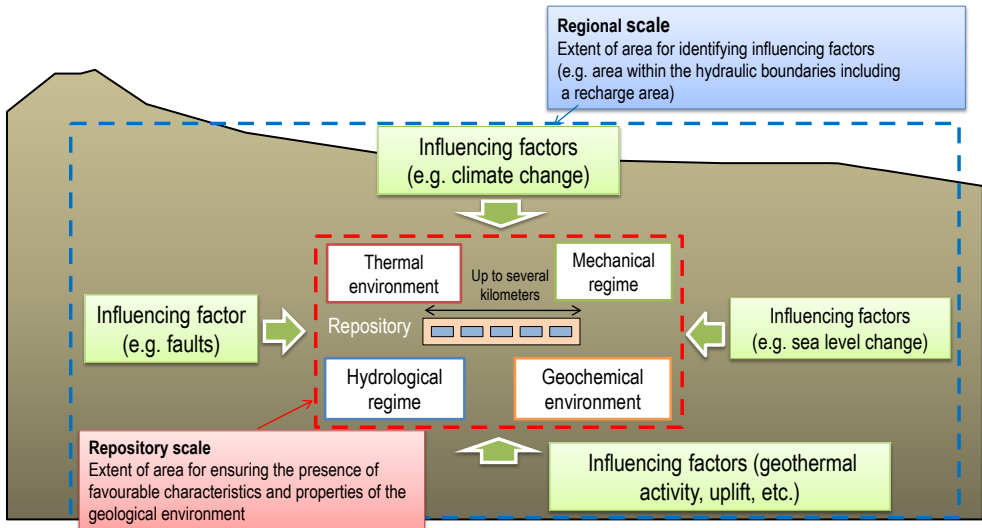 Regional scale
Extent of area for identifying influencing factors
(e.g. area within the hydraulic boundaries including
a recharge area)
Influencing factors
(e.g. climate change)
Thermal
environment
Up to several
kilometers
Mechanical
regime
Influencing factor
(e.g. faults)
Repository
Influencing factors
(e.g. sea level change)
Hydrological
regime
Geochemical
environment
Repository scale
Extent of area for ensuring the presence of
favourable characteristics and properties of the
geological environment
Influencing factors (geothermal
activity, uplift, etc.)